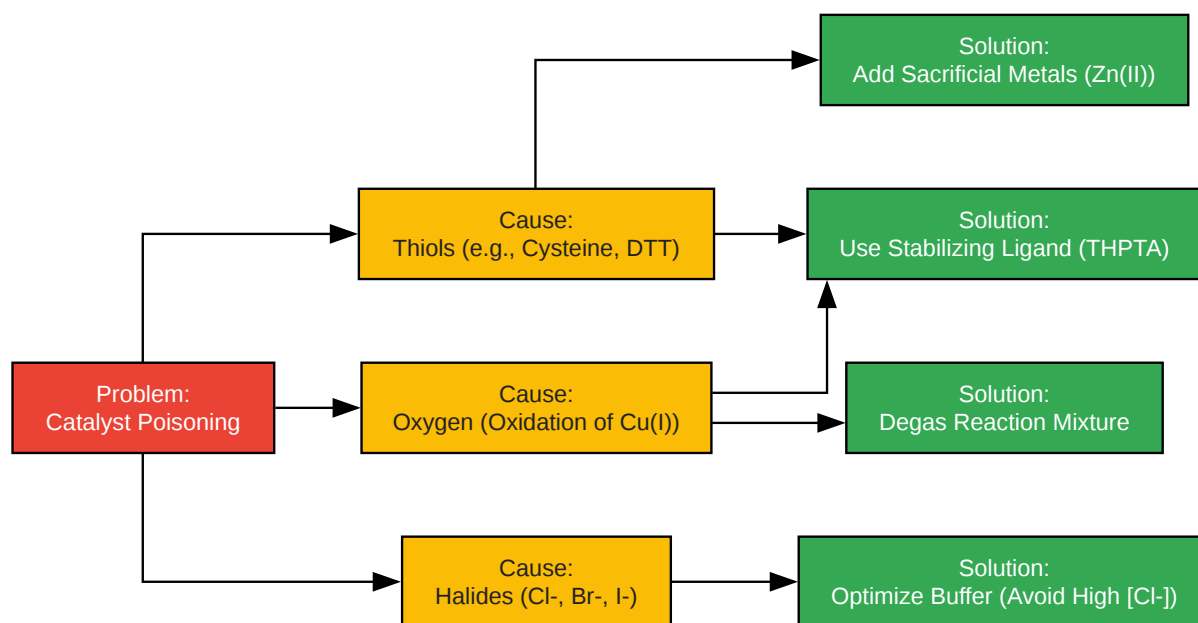 Solution:
Add Sacrificial Metals (Zn(II))
Cause:
Thiols (e.g., Cysteine, DTT)
Solution:
Use Stabilizing Ligand (THPTA)
Problem:
Catalyst Poisoning
Cause:
Oxygen (Oxidation of Cu(I))
Solution:
Degas Reaction Mixture
Cause:
Halides (Cl-, Br-, I-)
Solution:
Optimize Buffer (Avoid High [Cl-])